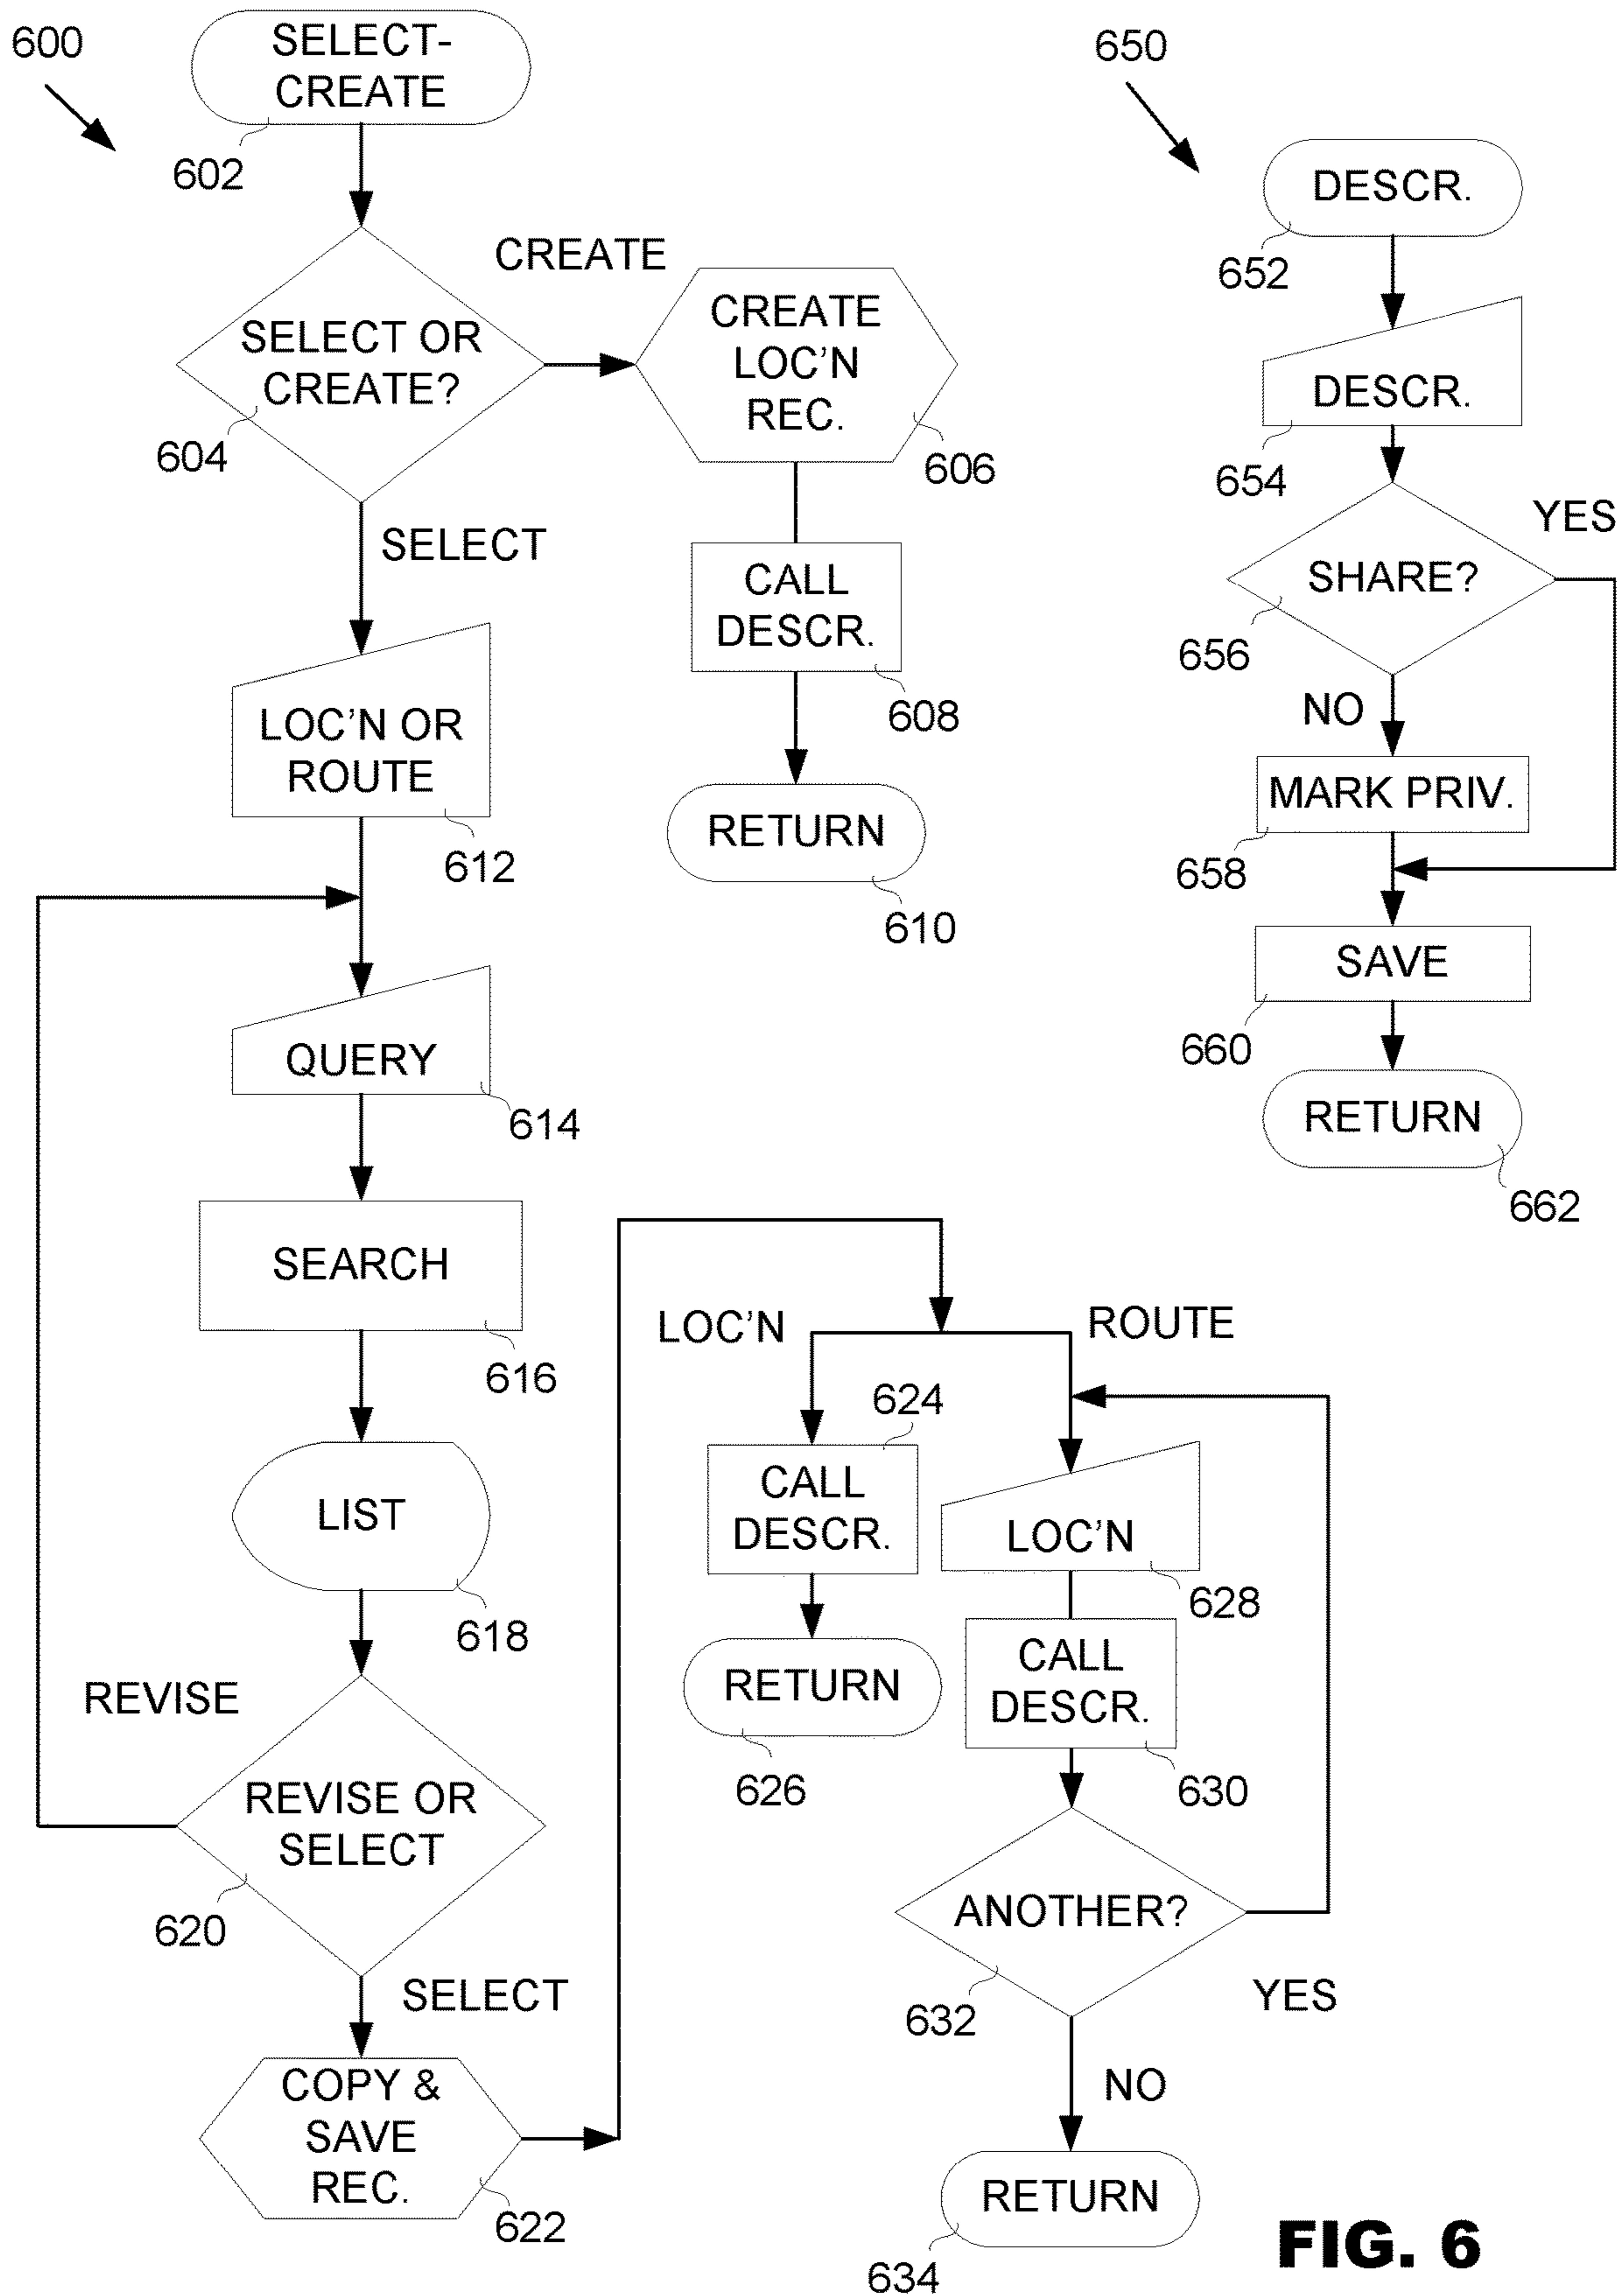 600
SELECT-
CREATE
602
SELECT OR
CREATE?
604
CREATE
CREATE
LOC'N
REC.
606
CALL
DESCR.
608
RETURN
610
SELECT
LOC'N OR
ROUTE
612
QUERY
614
SEARCH
616
LIST
618
REVISE
REVISE OR
SELECT
620
SELECT
COPY &
SAVE
REC.
622
LOC'N
ROUTE
624
CALL
DESCR.
RETURN
626
LOC'N
628
CALL
DESCR.
630
ANOTHER?
632
YES
NO
RETURN
634
650
DESCR.
652
DESCR.
654
SHARE?
656
YES
NO
MARK PRIV.
658
SAVE
660
RETURN
662
FIG. 6